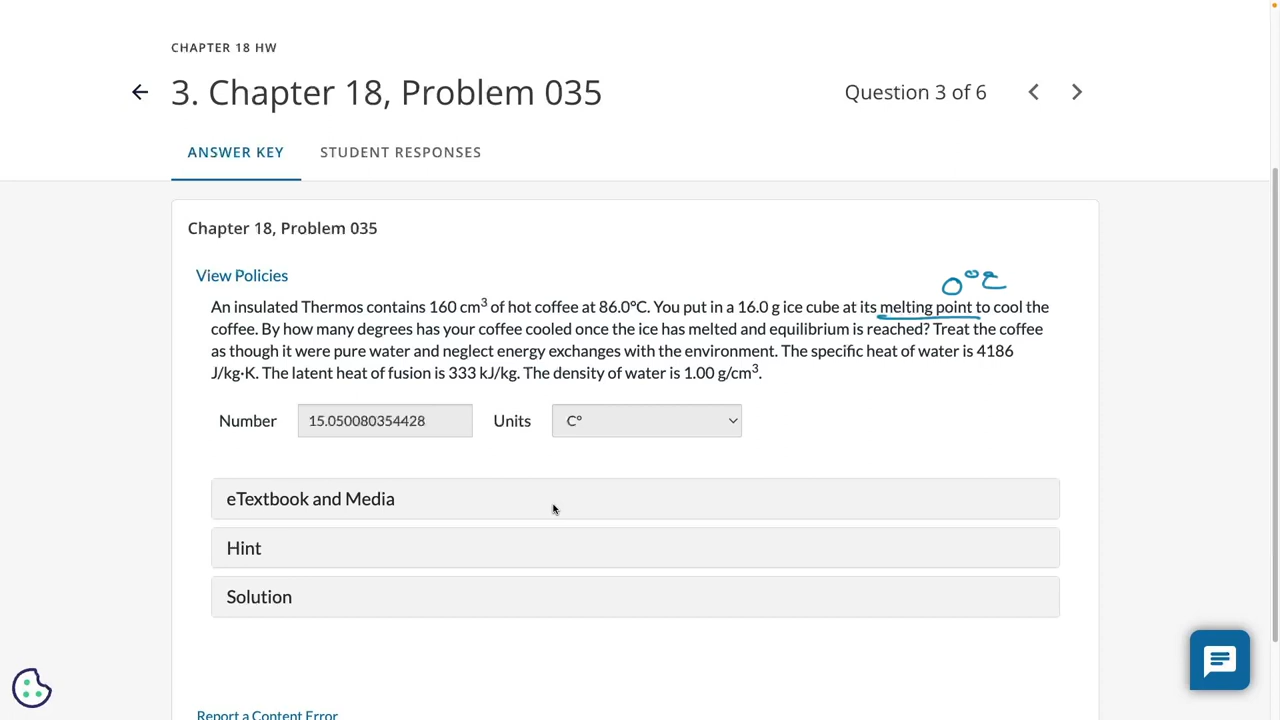 CHAPTER 18 HW
3. Chapter 18, Problem 035
Question 3 of 6
ANSWER KEY
STUDENT RESPONSES
Chapter 18, Problem 035
View Policies
0°C
An insulated Thermos contains 160 cm³ of hot coffee at 86.0°C. You put in a 16.0 g ice cube at its melting point to cool the
coffee. By how many degrees has your coffee cooled once the ice has melted and equilibrium is reached? Treat the coffee
as though it were pure water and neglect energy exchanges with the environment. The specific heat of water is 4186
J/kg·K. The latent heat of fusion is 333 kJ/kg. The density of water is 1.00 g/cm³.
Number 15.050080354428 Units C°
eTextbook and Media
Hint
Solution
Report a Content Error